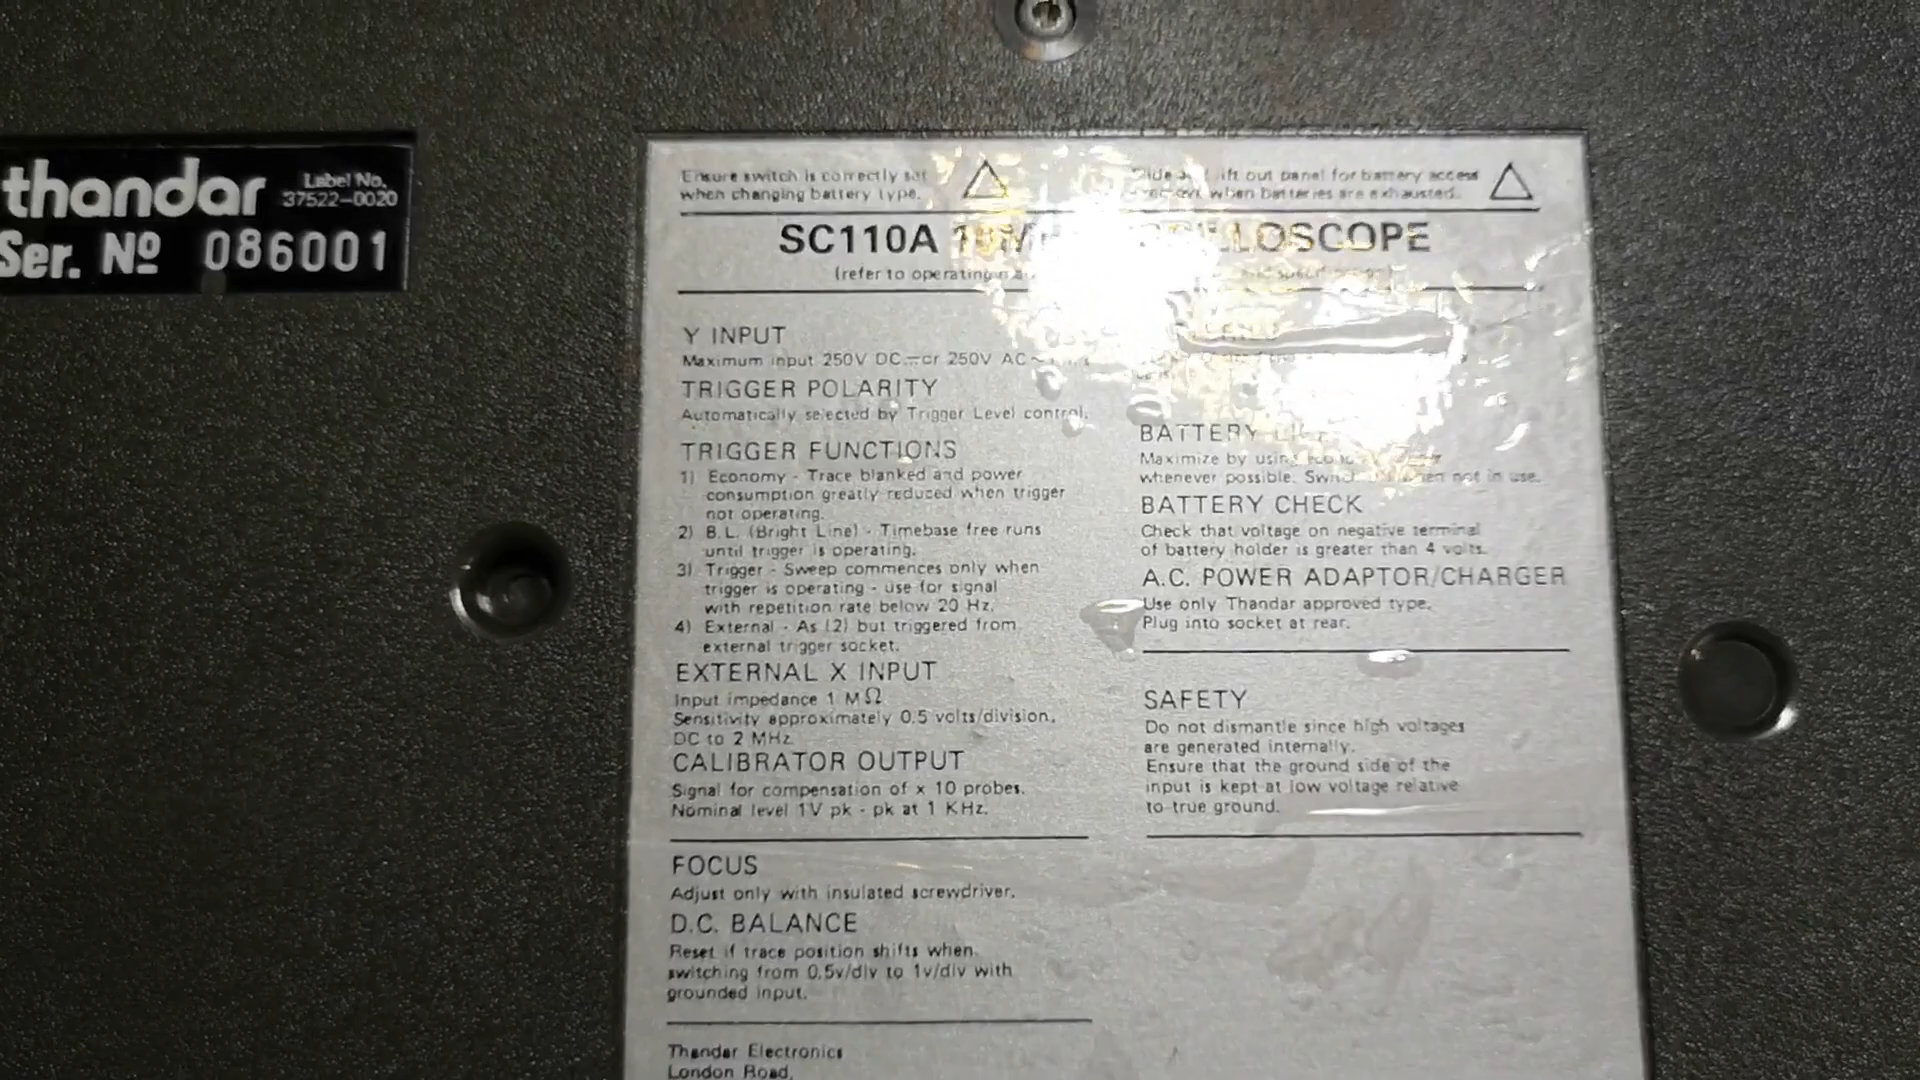 thandar
Label No.
37522-0020
Ser. Nº 086001
Ensure switch is correctly set
when changing battery type.
lift out panel for battery access
when batteries are exhausted.
SC110A 10MHz OSCILLOSCOPE
(refer to operating
Y INPUT
Maximum input 250V DC or 250V AC ~
TRIGGER POLARITY
Automatically selected by Trigger Level control.
TRIGGER FUNCTIONS
1) Economy - Trace blanked and power
consumption greatly reduced when trigger
not operating.
2) B.L. (Bright Line) - Timebase free runs
until trigger is operating.
3) Trigger - Sweep commences only when
trigger is operating - use for signal
with repetition rate below 20 Hz.
4) External - As (2) but triggered from
external trigger socket.
EXTERNAL X INPUT
Input impedance 1 MΩ
Sensitivity approximately 0.5 volts/division.
DC to 2 MHz.
CALIBRATOR OUTPUT
Signal for compensation of x 10 probes.
Nominal level 1V pk - pk at 1 KHz.
FOCUS
Adjust only with insulated screwdriver.
D.C. BALANCE
Reset if trace position shifts when
switching from 0.5v/div to 1v/div with
grounded input.
Thandar Electronics
London Road,
BATTERY
Maximize by using
whenever possible. Switch when not in use.
BATTERY CHECK
Check that voltage on negative terminal
of battery holder is greater than 4 volts.
A.C. POWER ADAPTOR/CHARGER
Use only Thandar approved type.
Plug into socket at rear.
SAFETY
Do not dismantle since high voltages
are generated internally.
Ensure that the ground side of the
input is kept at low voltage relative
to true ground.